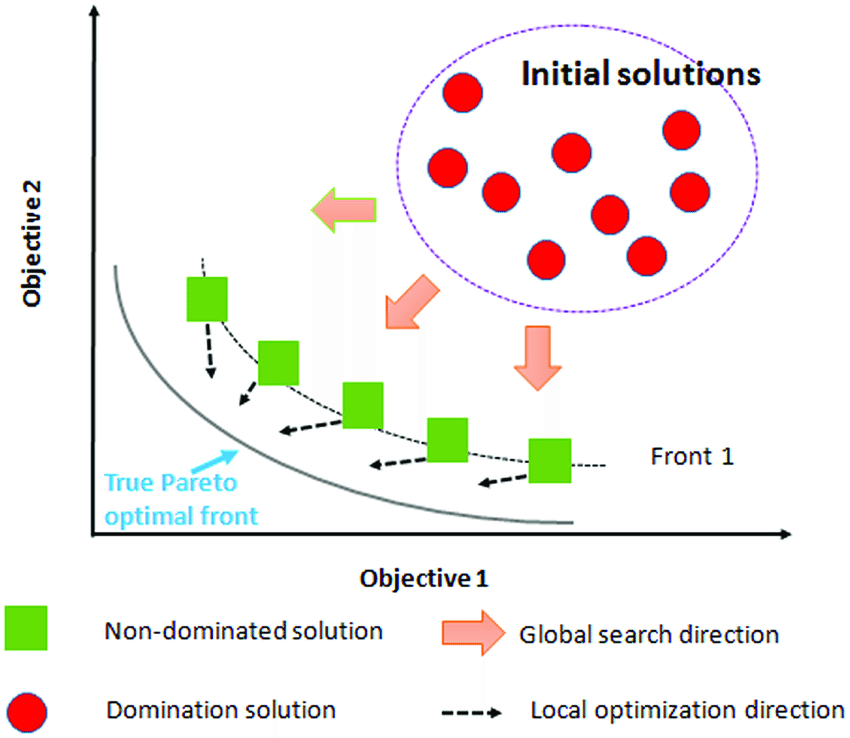 Initial solutions
Objective 2
Front 1
True Pareto
optimal front
Objective 1
Non-dominated solution
Global search direction
Domination solution
Local optimization direction